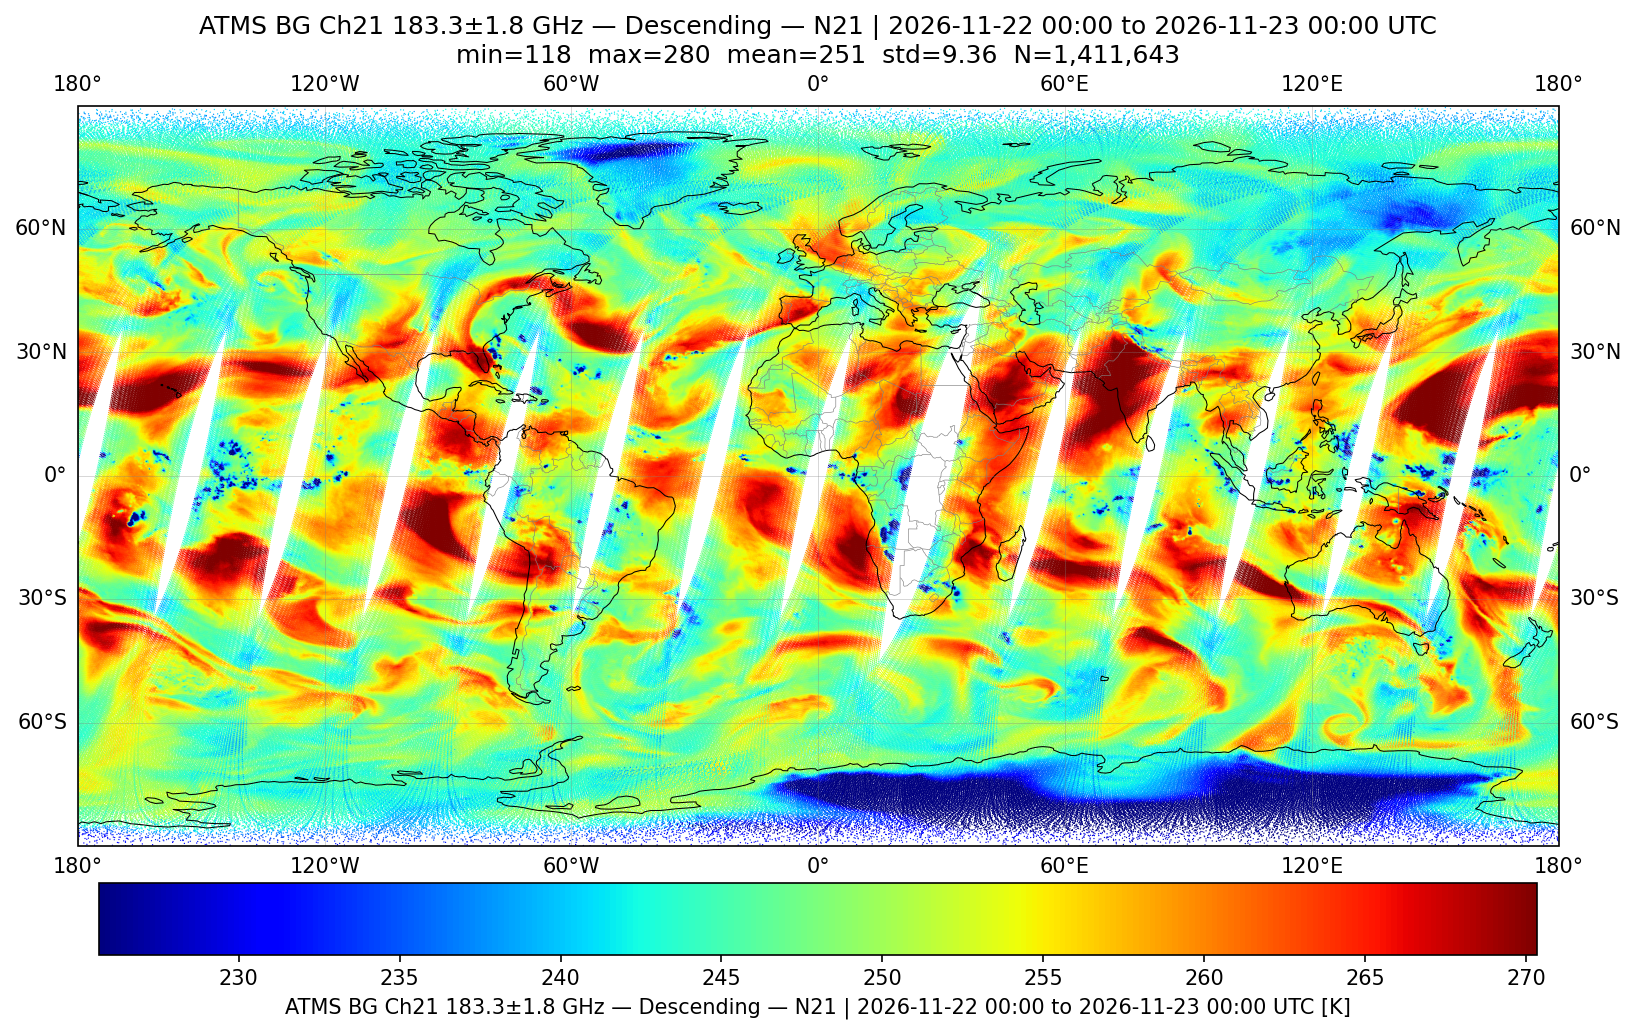 ATMS BG Ch21 183.3±1.8 GHz — Descending — N21 | 2026-11-22 00:00 to 2026-11-23 00:00 UTC
min=118  max=280  mean=251  std=9.36  N=1,411,643
180° 120°W 60°W 0° 60°E 120°E 180°
60°N 60°N
30°N 30°N
0° 0°
30°S 30°S
60°S 60°S
180° 120°W 60°W 0° 60°E 120°E 180°
230 235 240 245 250 255 260 265 270
ATMS BG Ch21 183.3±1.8 GHz — Descending — N21 | 2026-11-22 00:00 to 2026-11-23 00:00 UTC [K]